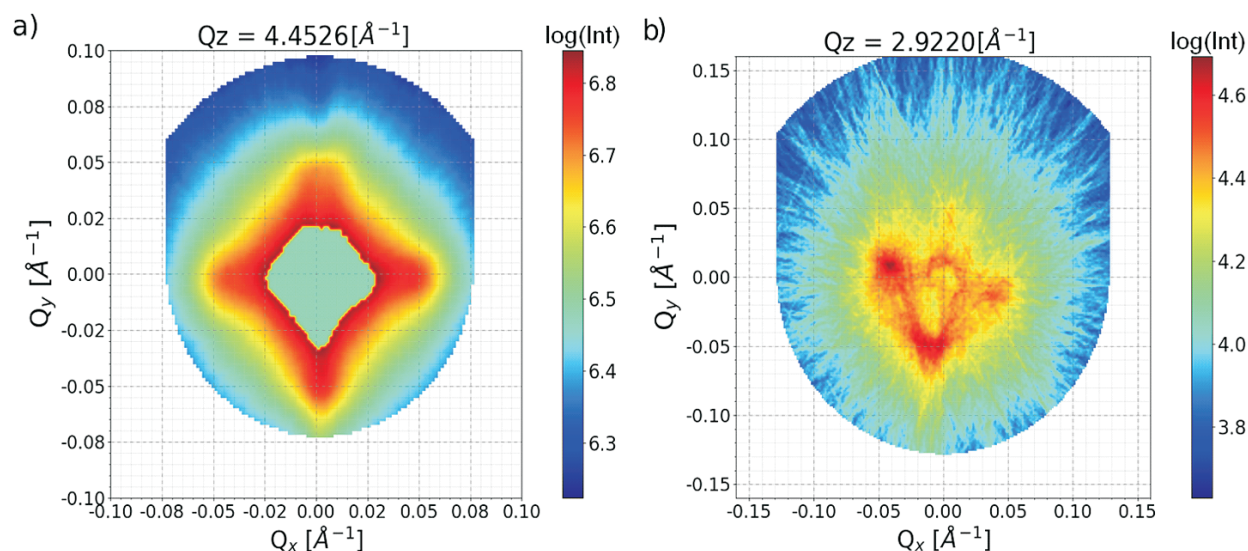 a)
Qz = 4.4526[Å⁻¹]
log(Int)
0.10
0.08
0.05
0.02
0.00
-0.02
-0.05
-0.08
-0.10
Qy [Å⁻¹]
-0.10 -0.08 -0.05 -0.02 0.00 0.02 0.05 0.08 0.10
Qx [Å⁻¹]
6.8
6.7
6.6
6.5
6.4
6.3
b)
Qz = 2.9220[Å⁻¹]
log(Int)
0.15
0.10
0.05
0.00
-0.05
-0.10
-0.15
Qy [Å⁻¹]
-0.15 -0.10 -0.05 0.00 0.05 0.10 0.15
Qx [Å⁻¹]
4.6
4.4
4.2
4.0
3.8